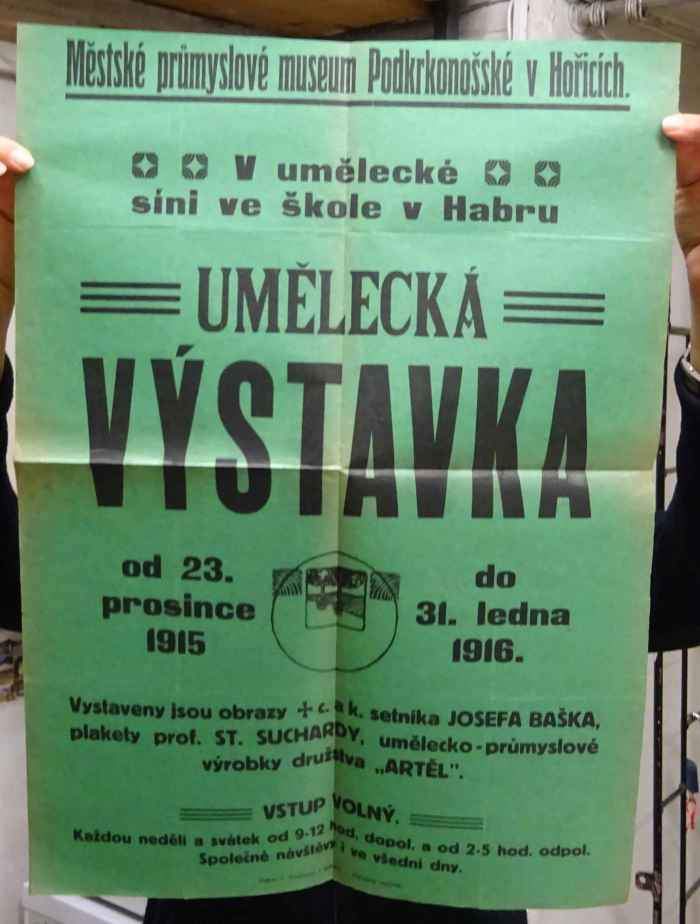 Městské průmyslové museum Podkrkonošské v Hořicích.
V umělecké
síni ve škole v Habru
UMĚLECKÁ
VÝSTAVKA
od 23.
prosince
1915
do
31. ledna
1916.
Vystaveny jsou obrazy ✢ c. a k. setníka JOSEFA BAŠKA,
plakety prof. ST. SUCHARDY, umělecko-průmyslové
výrobky družstva „ARTĚL".
VSTUP VOLNÝ.
Každou neděli a svátek od 9-12 hod. dopol. a od 2-5 hod. odpol.
Společné návštěvy i ve všední dny.